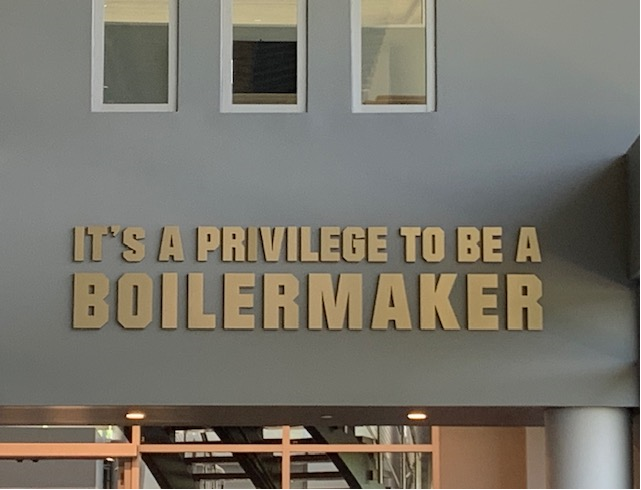 IT'S A PRIVILEGE TO BE A
BOILERMAKER